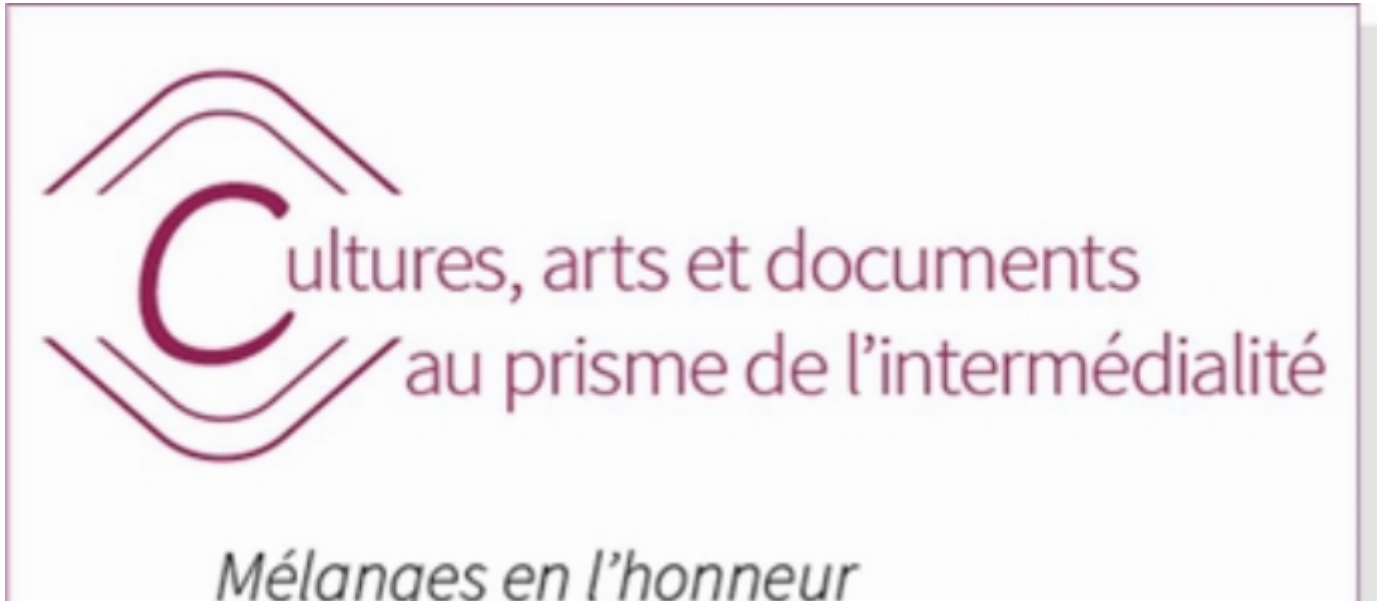 Cultures, arts et documents
au prisme de l’intermédialité
Mélanges en l’honneur